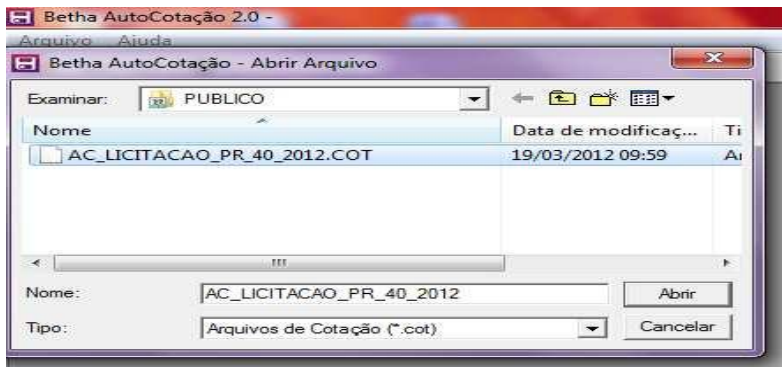 Betha AutoCotação 2.0 -
Arquivo Ajuda
Betha AutoCotação - Abrir Arquivo
Examinar: PUBLICO
Nome Data de modificaç... Ti
AC_LICITACAO_PR_40_2012.COT 19/03/2012 09:59 Ar
Nome: AC_LICITACAO_PR_40_2012 Abrir
Tipo: Arquivos de Cotação (*.cot) Cancelar